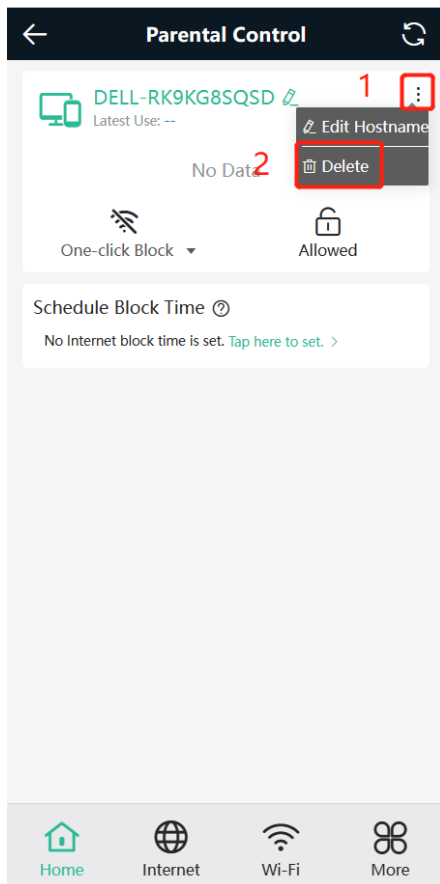 Parental Control
1
DELL-RK9KG8SQSD
Latest Use: --
Edit Hostname
2
Delete
No Data
One-click Block
Allowed
Schedule Block Time
No Internet block time is set. Tap here to set. >
Home
Internet
Wi-Fi
More